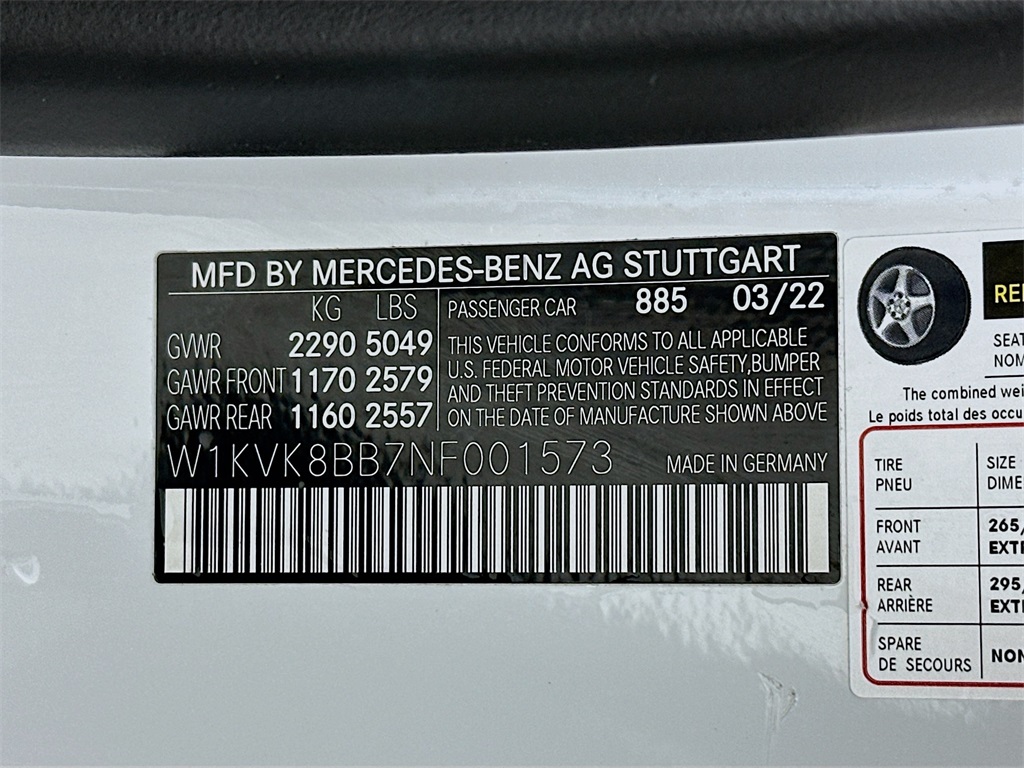 MFD BY MERCEDES-BENZ AG STUTTGART
KG LBS
GVWR 2290 5049
GAWR FRONT 1170 2579
GAWR REAR 1160 2557
PASSENGER CAR 885 03/22
THIS VEHICLE CONFORMS TO ALL APPLICABLE
U.S. FEDERAL MOTOR VEHICLE SAFETY,BUMPER
AND THEFT PREVENTION STANDARDS IN EFFECT
ON THE DATE OF MANUFACTURE SHOWN ABOVE
W1KVK8BB7NF001573 MADE IN GERMANY
The combined
Le poids total des
TIRE SIZE
PNEU
FRONT 265
AVANT
REAR 295
ARRIÈRE
SPARE
DE SECOURS